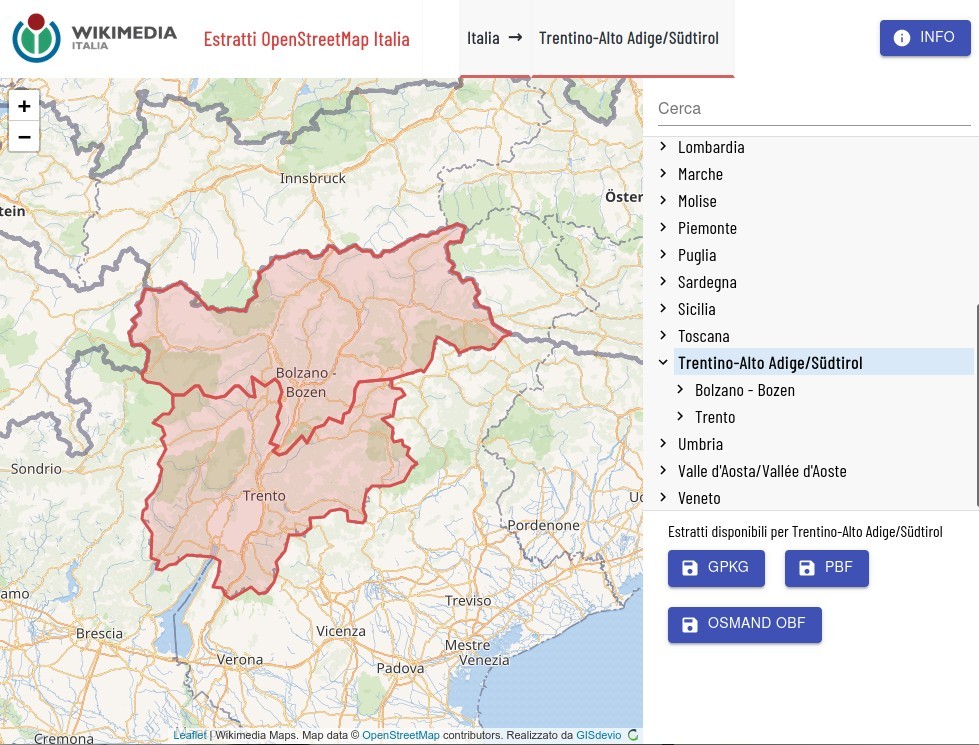 WIKIMEDIA
ITALIA
Estratti OpenStreetMap Italia
Italia → Trentino-Alto Adige/Südtirol
INFO
+
−
Innsbruck
Öster
tein
Bolzano -
Bozen
Sondrio
Trento
Pordenone
amo
Brescia
Treviso
Vicenza
Mestre
Venezia
Verona
Padova
Cremona
Leaflet | Wikimedia Maps. Map data © OpenStreetMap contributors. Realizzato da GISdevio
Cerca
Lombardia
Marche
Molise
Piemonte
Puglia
Sardegna
Sicilia
Toscana
Trentino-Alto Adige/Südtirol
Bolzano - Bozen
Trento
Umbria
Valle d'Aosta/Vallée d'Aoste
Veneto
Estratti disponibili per Trentino-Alto Adige/Südtirol
GPKG
PBF
OSMAND OBF